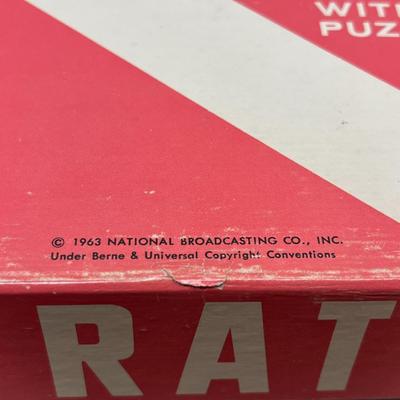 WIT
PUZ
© 1963 NATIONAL BROADCASTING CO., INC.
Under Berne & Universal Copyright Conventions
RAT